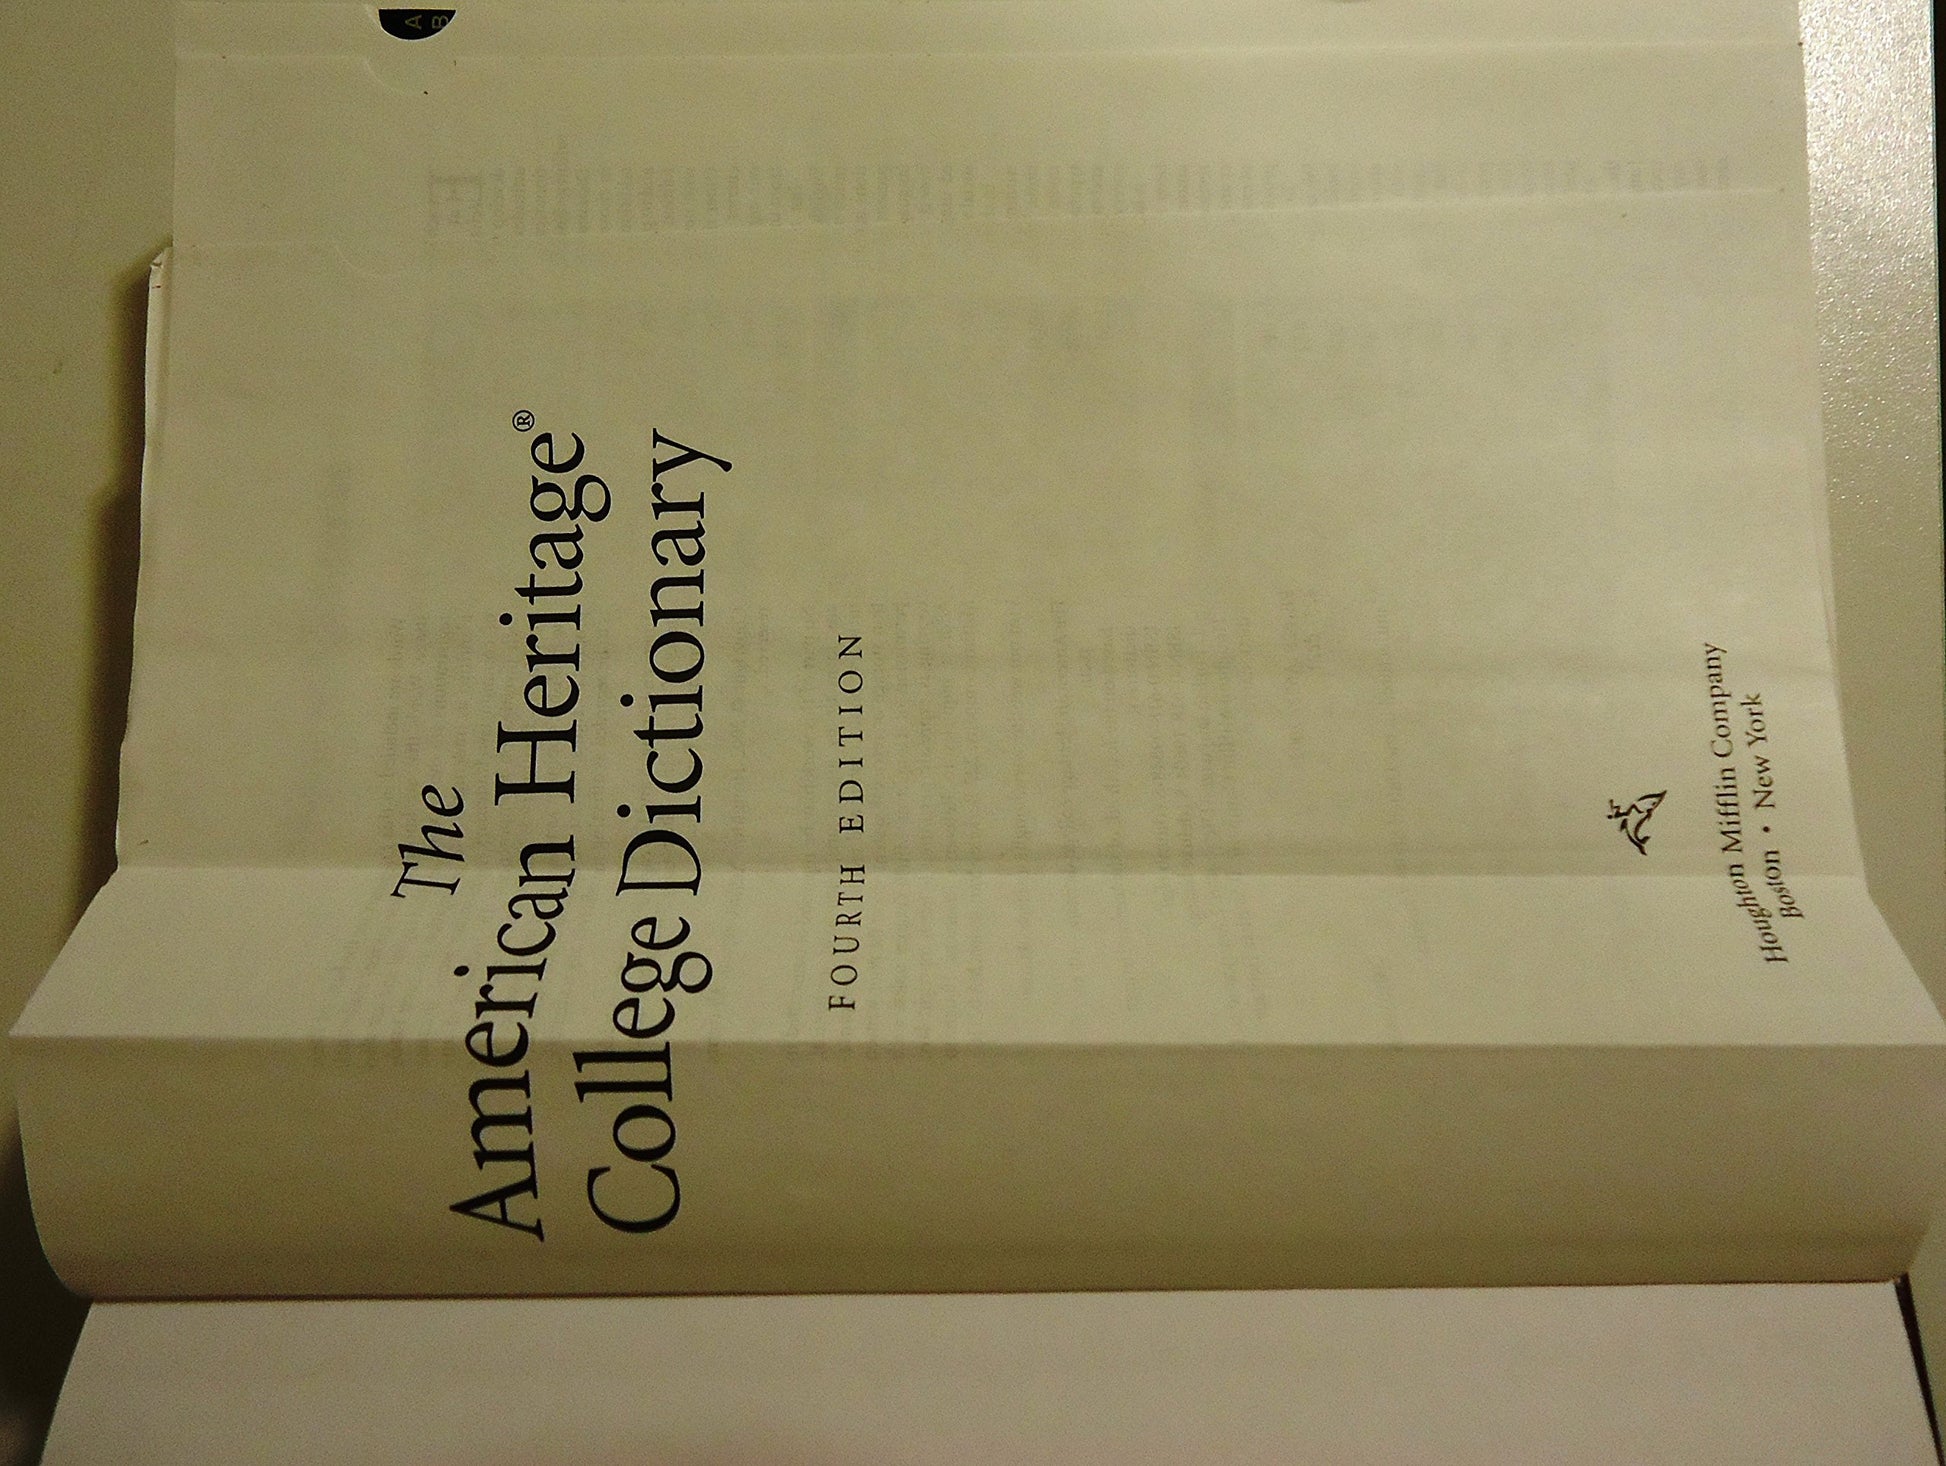 The
American Heritage®
College Dictionary
FOURTH EDITION
Houghton Mifflin Company
Boston • New York
A
B